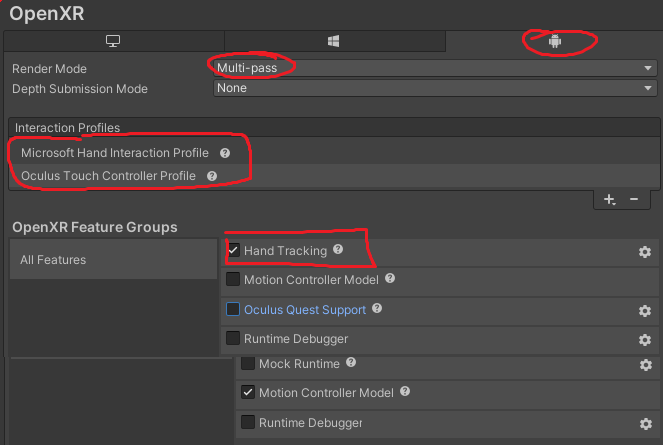 OpenXR
Render Mode Multi-pass
Depth Submission Mode None
Interaction Profiles
Microsoft Hand Interaction Profile
Oculus Touch Controller Profile
OpenXR Feature Groups
All Features
Hand Tracking
Motion Controller Model
Oculus Quest Support
Runtime Debugger
Mock Runtime
Motion Controller Model
Runtime Debugger